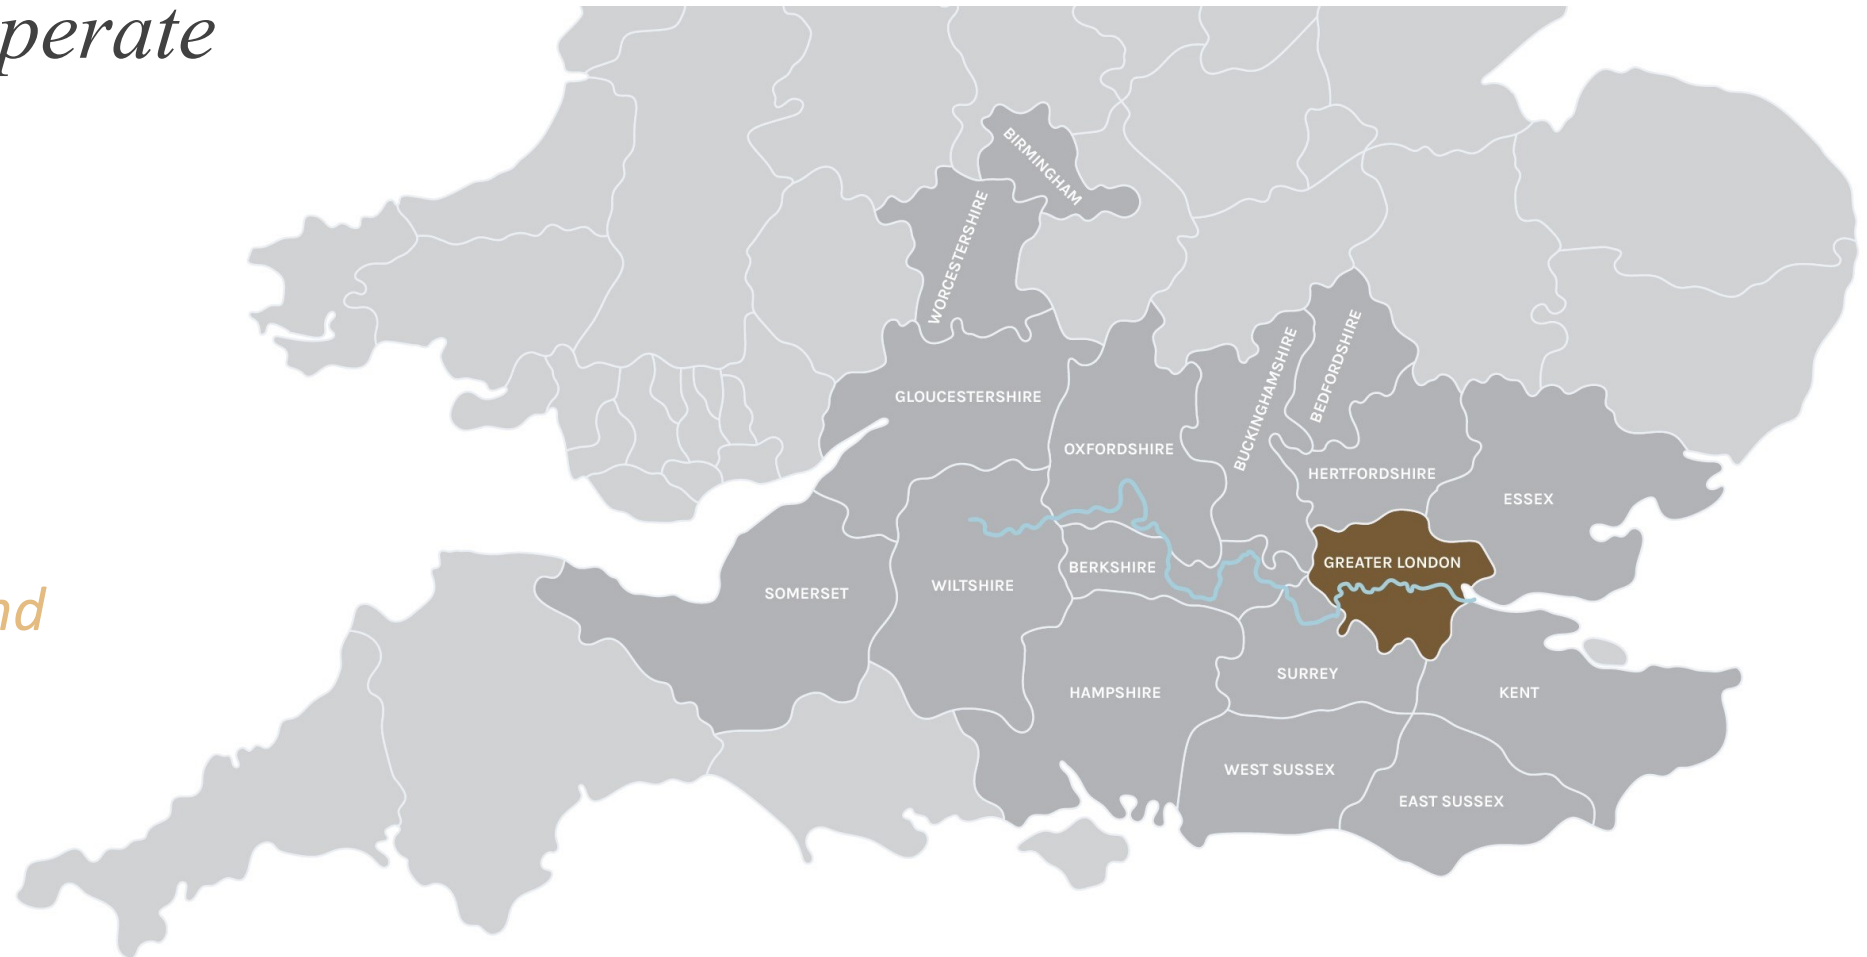 perate
BIRMINGHAM
WORCESTERSHIRE
BUCKINGHAMSHIRE
BEDFORDSHIRE
GLOUCESTERSHIRE
OXFORDSHIRE
HERTFORDSHIRE
ESSEX
GREATER LONDON
BERKSHIRE
WILTSHIRE
SOMERSET
nd
SURREY
HAMPSHIRE
KENT
WEST SUSSEX
EAST SUSSEX